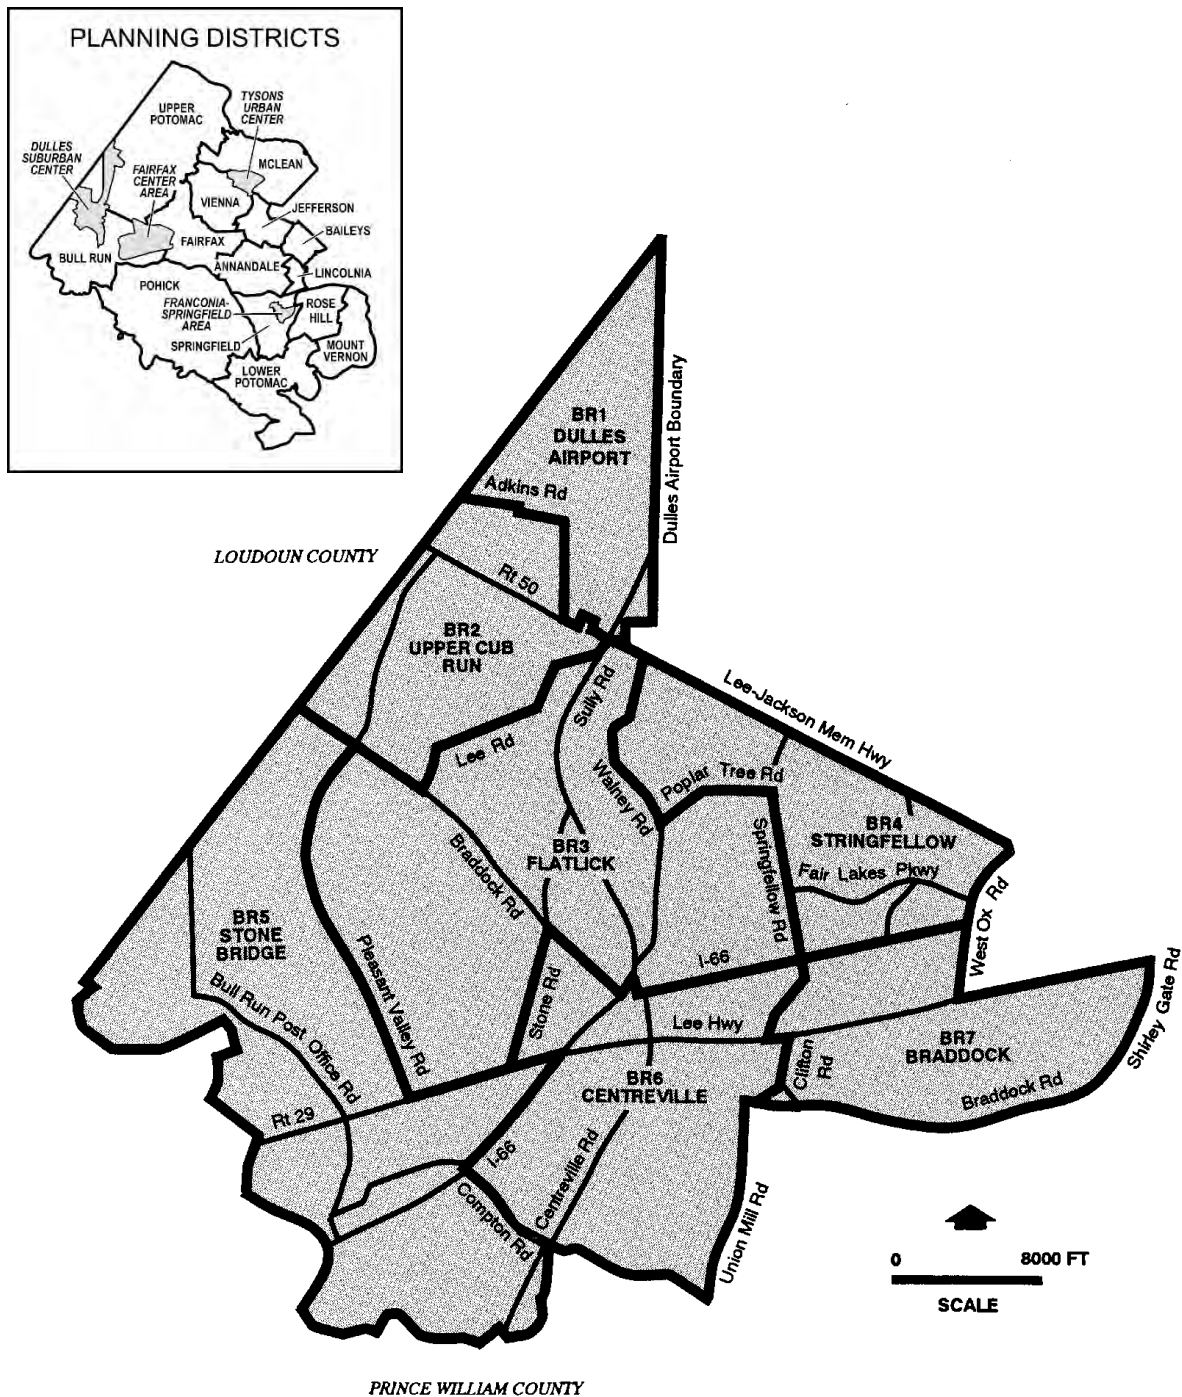 PLANNING DISTRICTS
UPPER
POTOMAC
TYSONS
URBAN
CENTER
DULLES
SUBURBAN
CENTER
FAIRFAX
CENTER
AREA
MCLEAN
VIENNA
JEFFERSON
BAILEYS
FAIRFAX
BULL RUN
ANNANDALE
LINCOLNIA
POHICK
FRANCONIA-
SPRINGFIELD
AREA
ROSE
HILL
SPRINGFIELD
MOUNT
VERNON
LOWER
POTOMAC
BR1
DULLES
AIRPORT
Dulles Airport Boundary
Adkins Rd
LOUDOUN COUNTY
Rt 50
BR2
UPPER CUB
RUN
Sully Rd
Lee-Jackson Mem Hwy
Lee Rd
Walney Rd
Poplar Tree Rd
BR4
STRINGFELLOW
Springfellow Rd
BR3
FLATLICK
Braddock Rd
Fair Lakes Pkwy
West Ox Rd
BR5
STONE
BRIDGE
Pleasant Valley Rd
I-66
Stone Rd
Bull Run Post Office Rd
Lee Hwy
Shirley Gate Rd
BR7
BRADDOCK
Clifton
Rd
BR6
CENTREVILLE
Braddock Rd
Rt 29
I-66
Centreville Rd
Compton Rd
Union Mill Rd
0 8000 FT
SCALE
PRINCE WILLIAM COUNTY